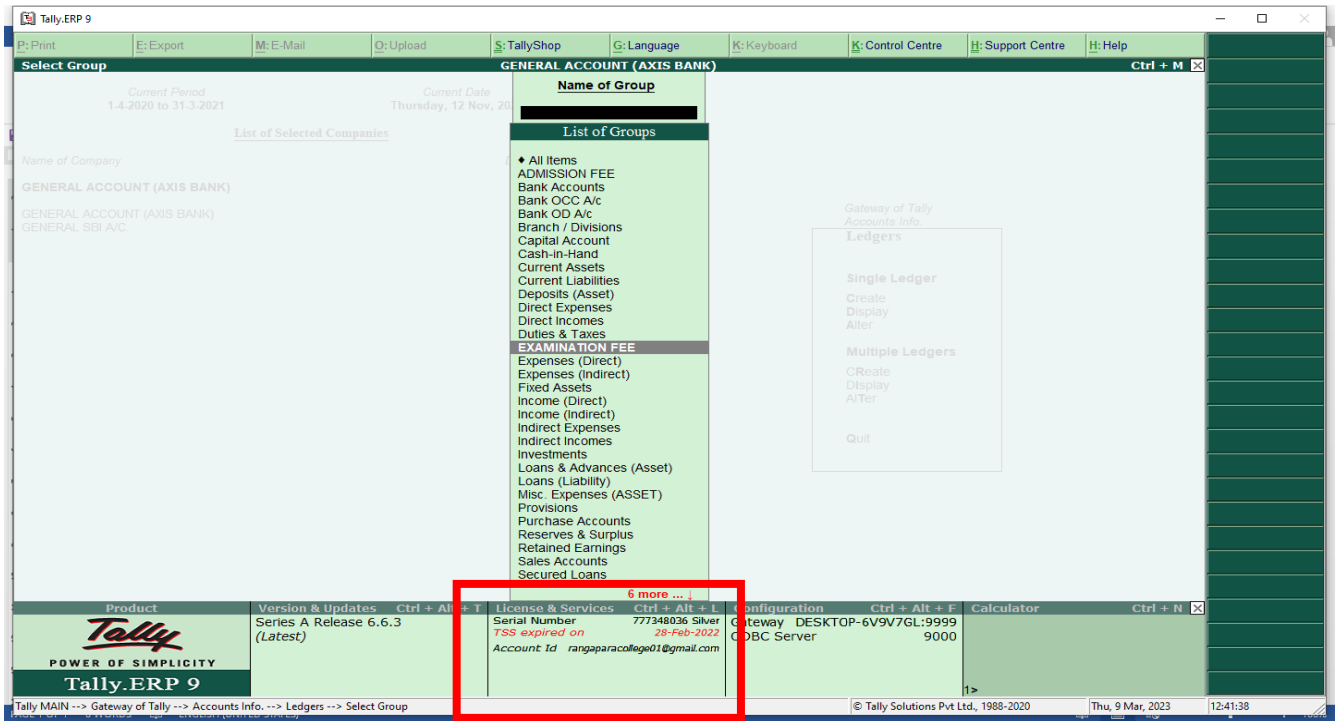 Tally.ERP 9
P: Print E: Export M: E-Mail O: Upload S: TallyShop G: Language K: Keyboard K: Control Centre H: Support Centre H: Help
Select Group GENERAL ACCOUNT (AXIS BANK) Ctrl + M
Name of Group
Current Period Current Date
1-4-2020 to 31-3-2021 Thursday, 12 Nov, 20
List of Selected Companies
List of Groups
Name of Company
♦ All Items
ADMISSION FEE
Bank Accounts
Bank OCC A/c
Bank OD A/c
Branch / Divisions
Capital Account
Cash-in-Hand
Current Assets
Current Liabilities
Deposits (Asset)
Direct Expenses
Direct Incomes
Duties & Taxes
EXAMINATION FEE
Expenses (Direct)
Expenses (Indirect)
Fixed Assets
Income (Direct)
Income (Indirect)
Indirect Expenses
Indirect Incomes
Investments
Loans & Advances (Asset)
Loans (Liability)
Misc. Expenses (ASSET)
Provisions
Purchase Accounts
Reserves & Surplus
Retained Earnings
Sales Accounts
Secured Loans
6 more ... ↓
GENERAL ACCOUNT (AXIS BANK)
GENERAL ACCOUNT (AXIS BANK)
GENERAL SBI A/C.
Gateway of Tally
Accounts Info.
Ledgers
Single Ledger
Create
Display
Alter
Multiple Ledgers
CReate
DIsplay
AlTer
Quit
Product
Tally
POWER OF SIMPLICITY
Tally.ERP 9
Version & Updates Ctrl + Alt + T
Series A Release 6.6.3
(Latest)
License & Services Ctrl + Alt + L
Serial Number 777348036 Silver
TSS expired on 28-Feb-2022
Account Id rangaparacollege01@gmail.com
Configuration Ctrl + Alt + F
Gateway DESKTOP-6V9V7GL:9999
ODBC Server 9000
Calculator Ctrl + N
1>
Tally MAIN --> Gateway of Tally --> Accounts Info. --> Ledgers --> Select Group © Tally Solutions Pvt Ltd., 1988-2020 Thu, 9 Mar, 2023 12:41:38